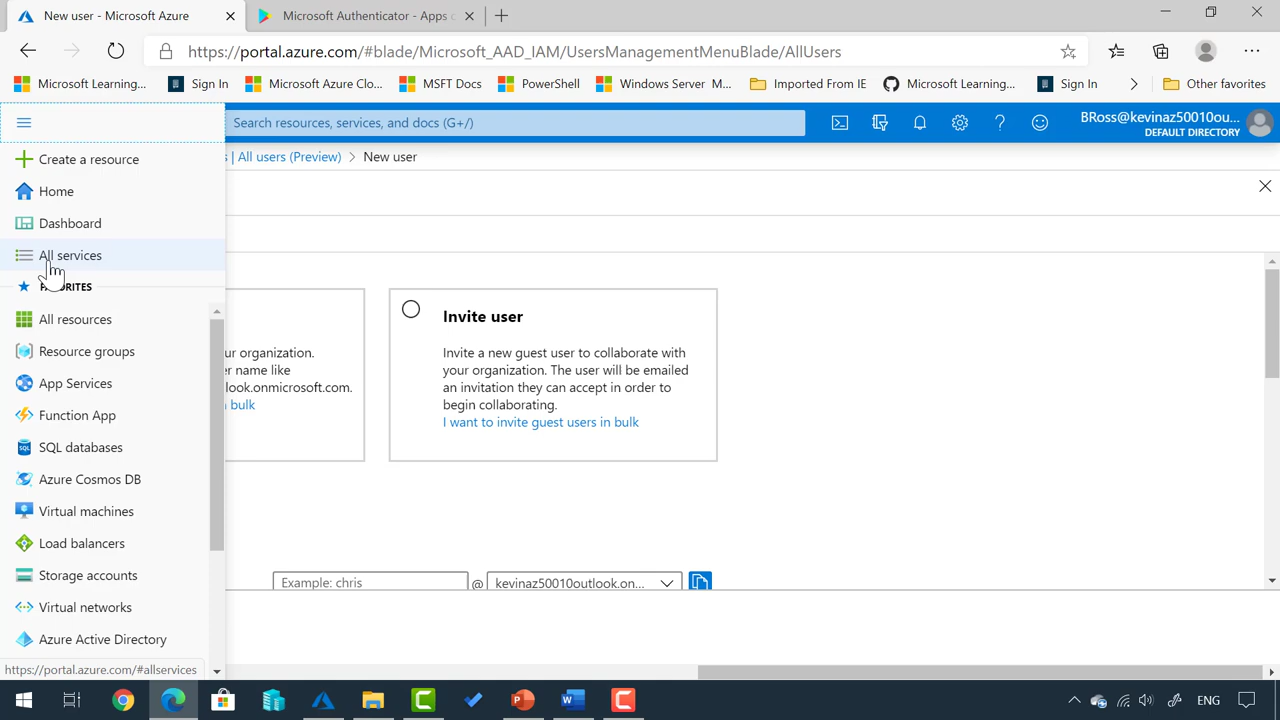 New user - Microsoft Azure
Microsoft Authenticator - Apps o
https://portal.azure.com/#blade/Microsoft_AAD_IAM/UsersManagementMenuBlade/AllUsers
Microsoft Learning...
Sign In
Microsoft Azure Clo...
MSFT Docs
PowerShell
Windows Server M...
Imported From IE
Microsoft Learning...
Sign In
Other favorites
Search resources, services, and docs (G+/)
BRoss@kevinaz50010ou...
DEFAULT DIRECTORY
s | All users (Preview) > New user
Create a resource
Home
Dashboard
All services
FAVORITES
All resources
Resource groups
App Services
Function App
SQL databases
Azure Cosmos DB
Virtual machines
Load balancers
Storage accounts
Virtual networks
Azure Active Directory
ur organization.
er name like
look.onmicrosoft.com.
bulk
Invite user
Invite a new guest user to collaborate with
your organization. The user will be emailed
an invitation they can accept in order to
begin collaborating.
I want to invite guest users in bulk
Example: chris
@
kevinaz50010outlook.on...
https://portal.azure.com/#allservices
ENG